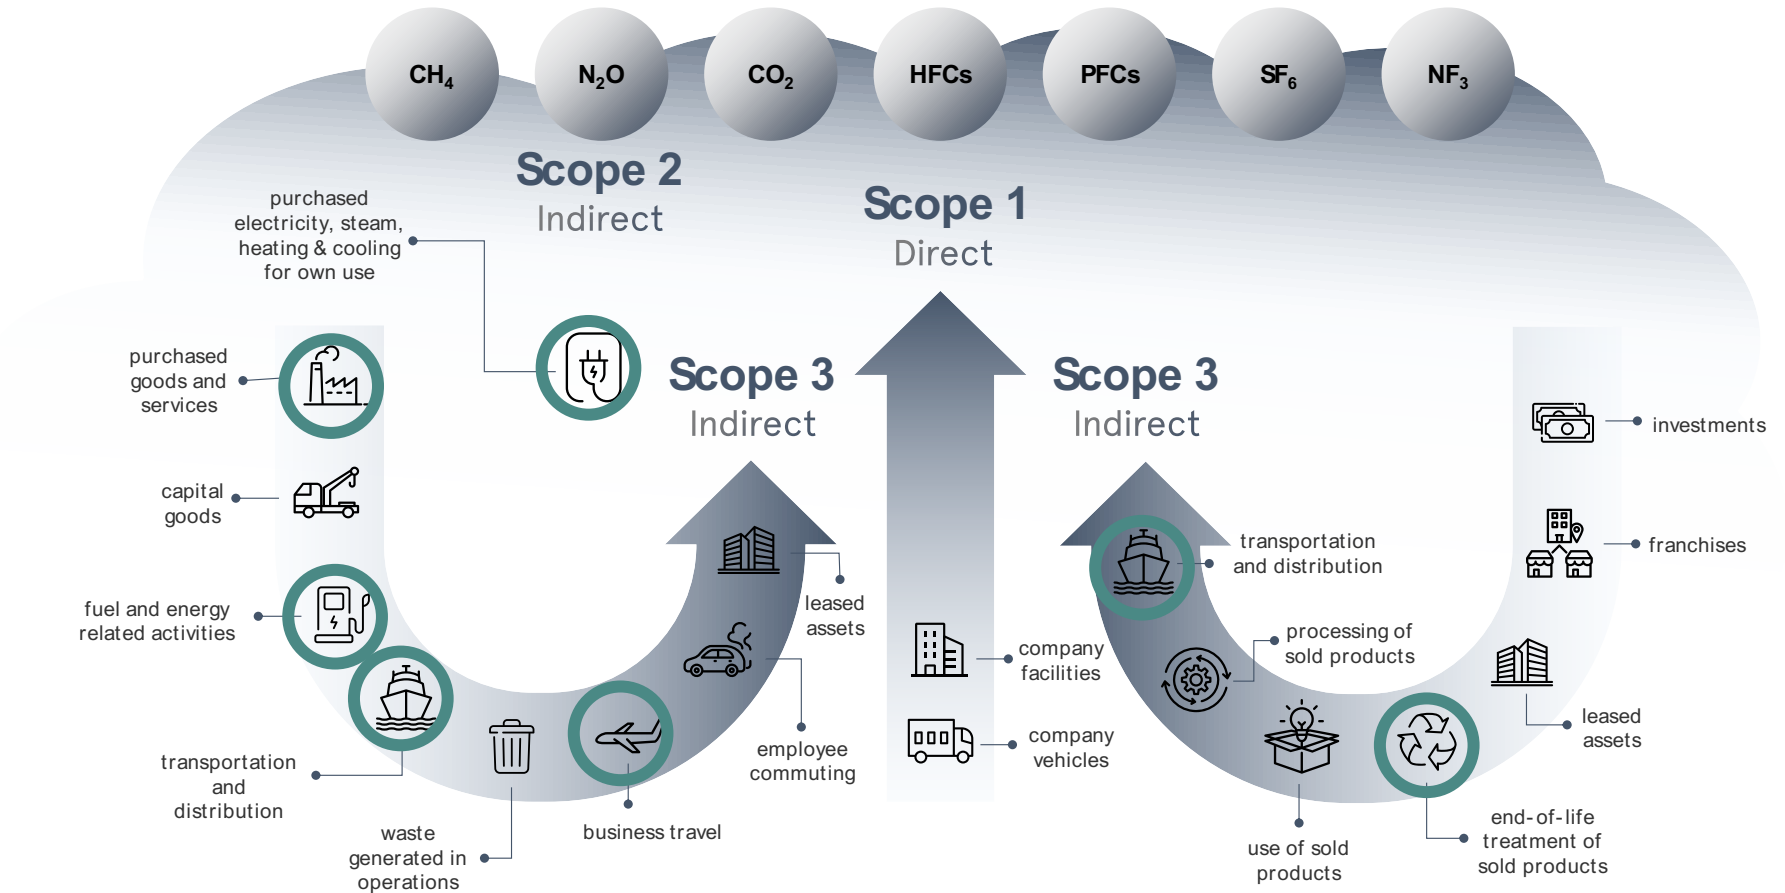 CH₄
N₂O
CO₂
HFCs
PFCs
SF₆
NF₃
Scope 2
Indirect
Scope 1
Direct
purchased
electricity, steam,
heating & cooling
for own use
Scope 3
Indirect
Scope 3
Indirect
purchased
goods and
services
capital
goods
fuel and energy
related activities
transportation
and
distribution
waste
generated in
operations
business travel
employee
commuting
leased
assets
company
facilities
company
vehicles
transportation
and distribution
processing of
sold products
use of sold
products
end-of-life
treatment of
sold products
leased
assets
franchises
investments